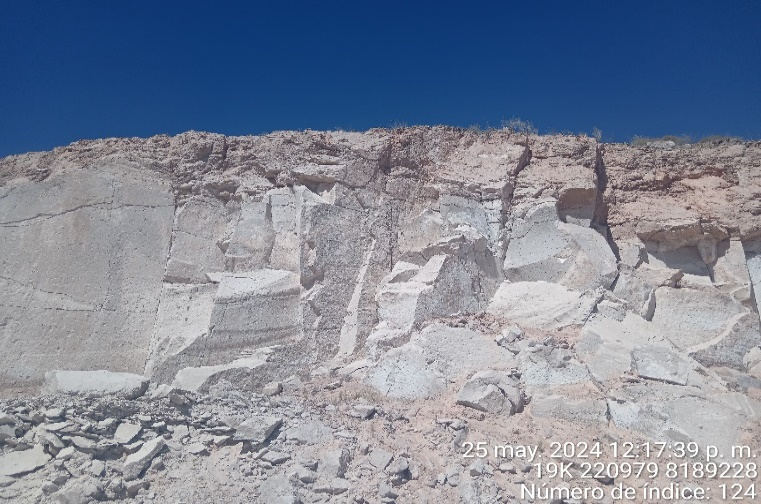 25 may. 2024 12:17:39 p. m.
19K 220979 8189228
Número de índice: 124